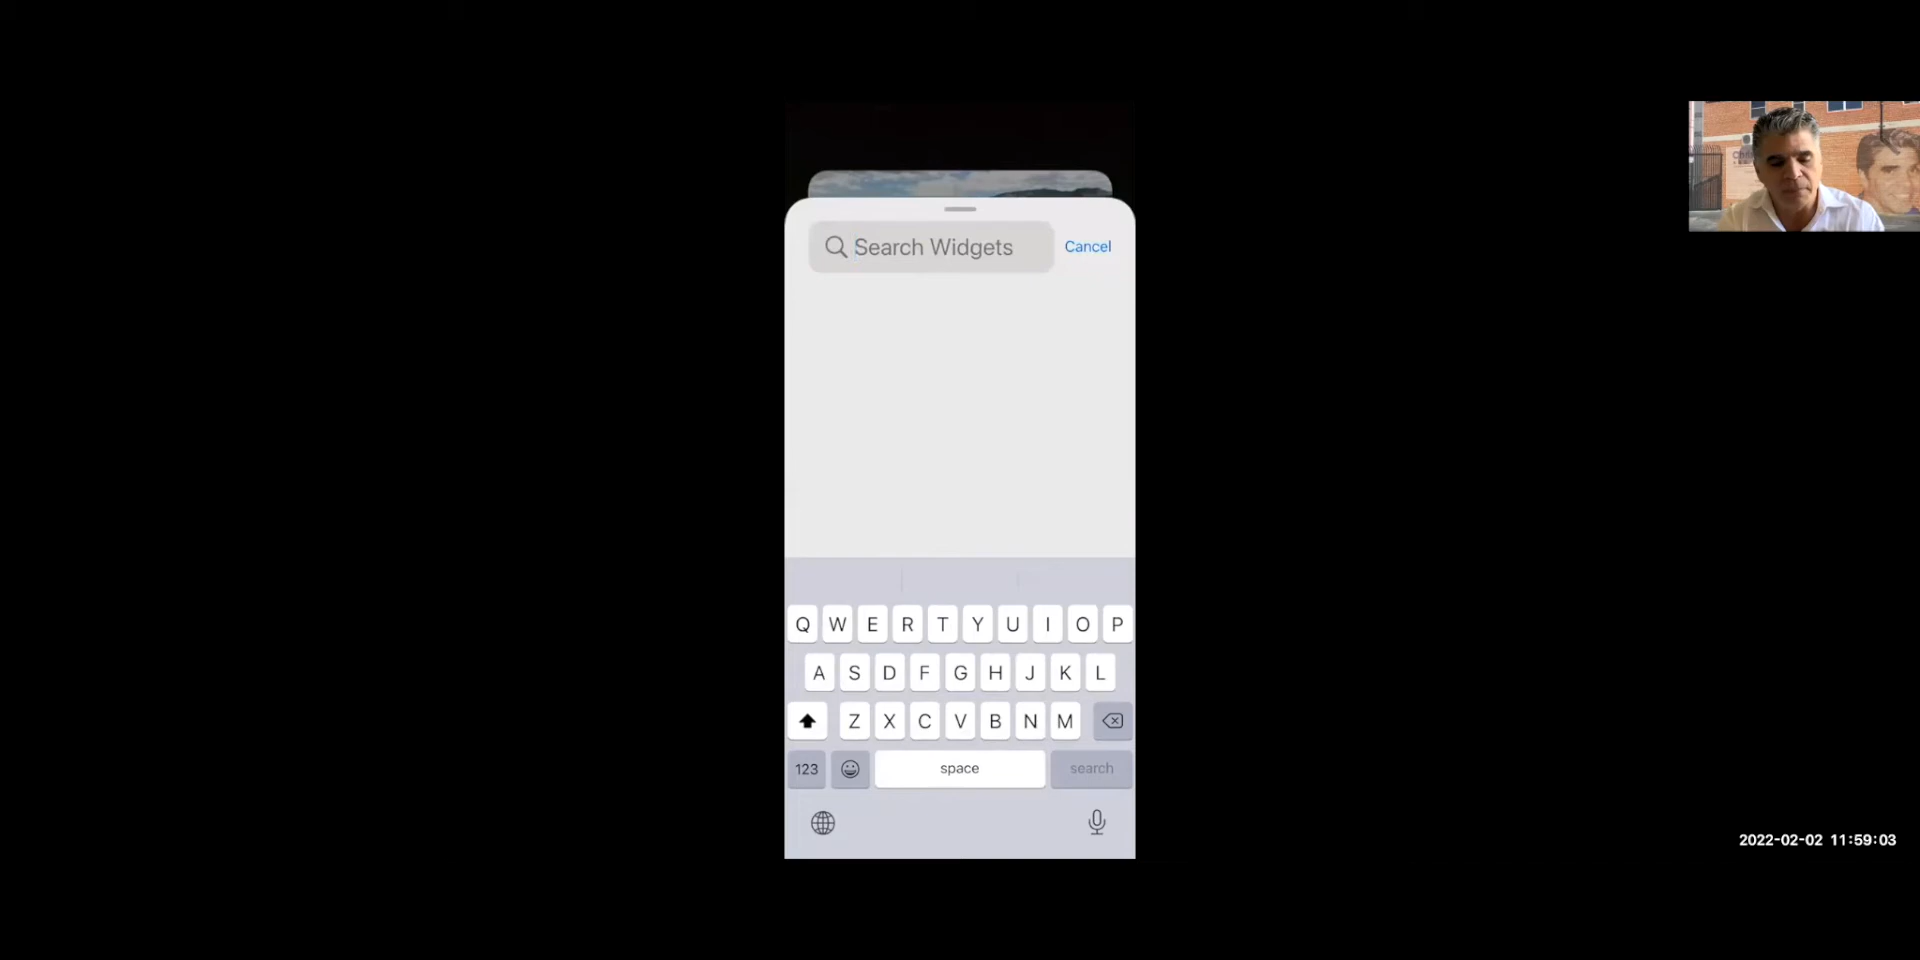 Search Widgets
Cancel
Q W E R T Y U I O P
A S D F G H J K L
Z X C V B N M
123
space
search
2022-02-02 11:59:03